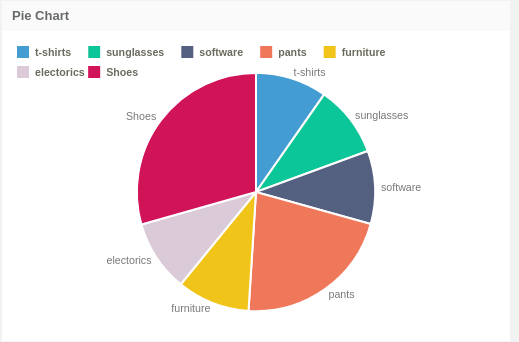 Pie Chart
t-shirts sunglasses software pants furniture
electorics Shoes
t-shirts
Shoes
sunglasses
software
electorics
pants
furniture